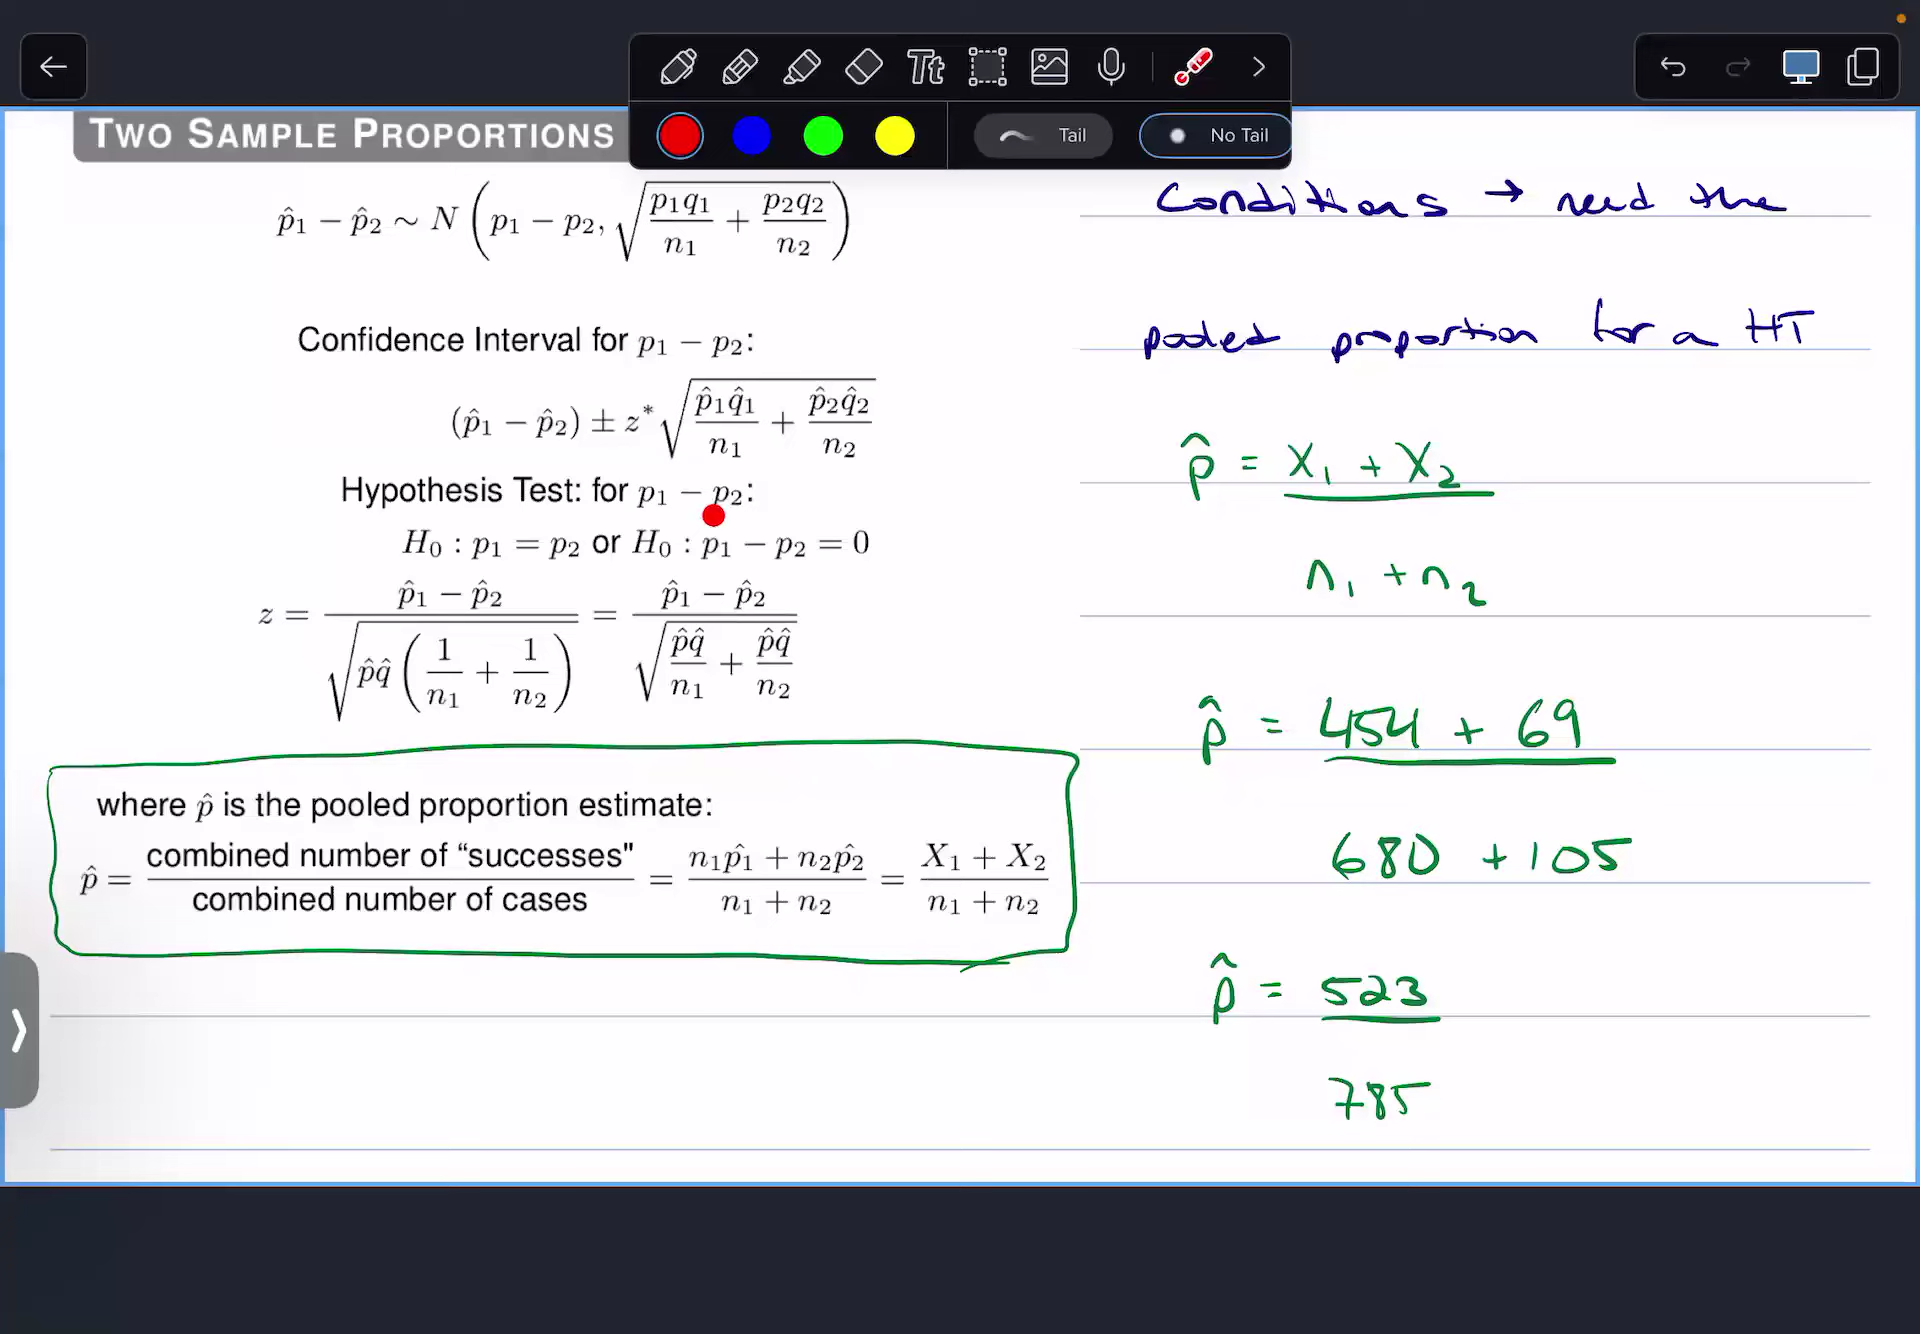 Tt
Tail
No Tail
TWO SAMPLE PROPORTIONS
p̂₁ − p̂₂ ∼ N(p₁ − p₂, √(p₁q₁/n₁ + p₂q₂/n₂))
Confidence Interval for p₁ − p₂:
(p̂₁ − p̂₂) ± z* √(p̂₁q̂₁/n₁ + p̂₂q̂₂/n₂)
Hypothesis Test: for p₁ − p₂:
H₀ : p₁ = p₂ or H₀ : p₁ − p₂ = 0
z = (p̂₁ − p̂₂)/√(p̂q̂(1/n₁ + 1/n₂)) = (p̂₁ − p̂₂)/√(p̂q̂/n₁ + p̂q̂/n₂)
where p̂ is the pooled proportion estimate:
p̂ = combined number of “successes"/combined number of cases = (n₁p̂₁ + n₂p̂₂)/(n₁ + n₂) = (X₁ + X₂)/(n₁ + n₂)
Conditions → need the
pooled proportion for a HT
p̂ = X₁ + X₂
n₁ + n₂
p̂ = 454 + 69
680 + 105
p̂ = 523
785